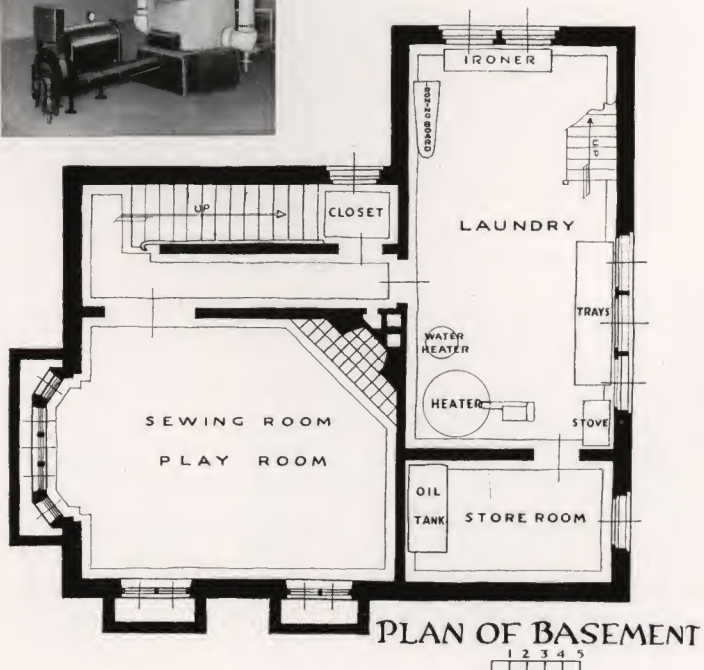 IRONER
IRONING BOARD
UP
UP
CLOSET
LAUNDRY
TRAYS
WATER
HEATER
HEATER
STOVE
SEWING ROOM
PLAY ROOM
OIL
TANK
STORE ROOM
PLAN OF BASEMENT
1 2 3 4 5